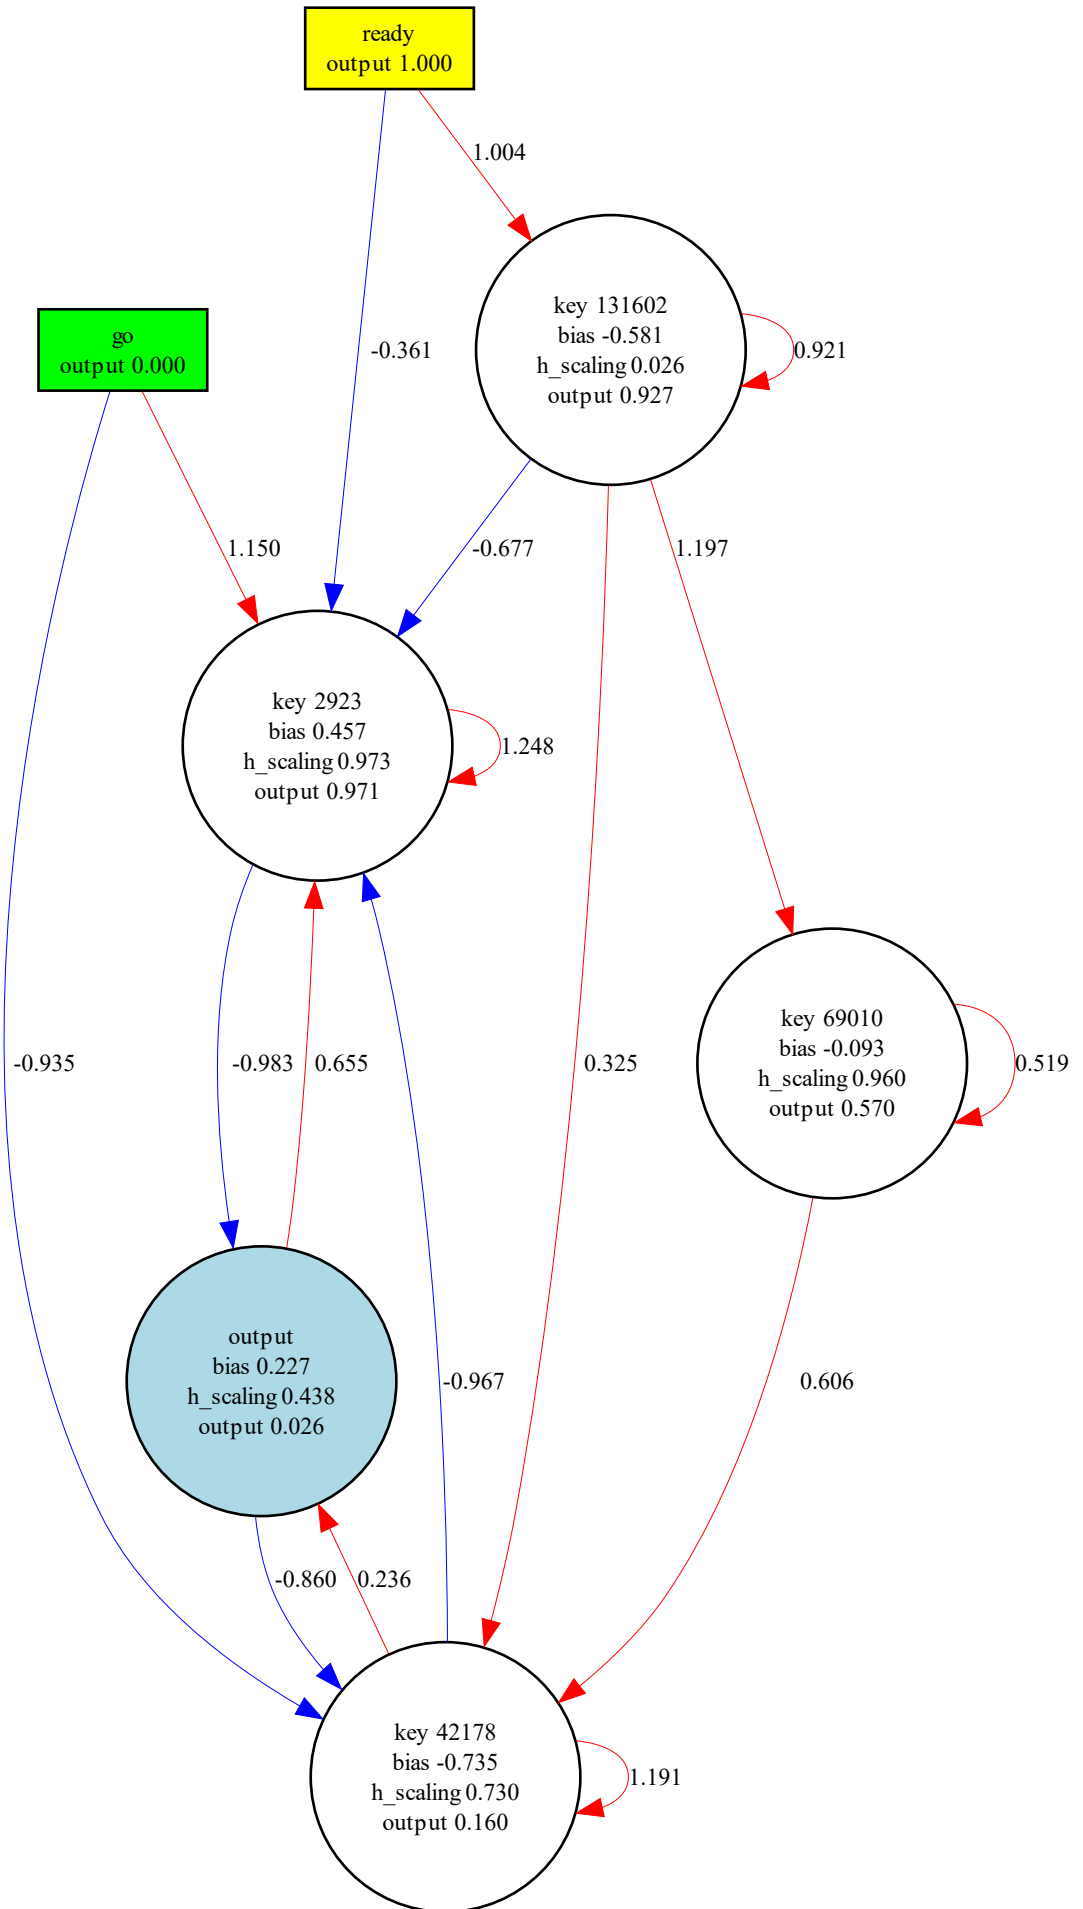 ready
output 1.000
1.004
key 131602
bias -0.581
h_scaling 0.026
output 0.927
0.921
go
output 0.000
-0.361
1.150
-0.677
1.197
key 2923
bias 0.457
h_scaling 0.973
output 0.971
1.248
key 69010
bias -0.093
h_scaling 0.960
output 0.570
0.519
-0.935
-0.983
0.655
0.325
output
bias 0.227
h_scaling 0.438
output 0.026
-0.967
0.606
-0.860
0.236
key 42178
bias -0.735
h_scaling 0.730
output 0.160
1.191